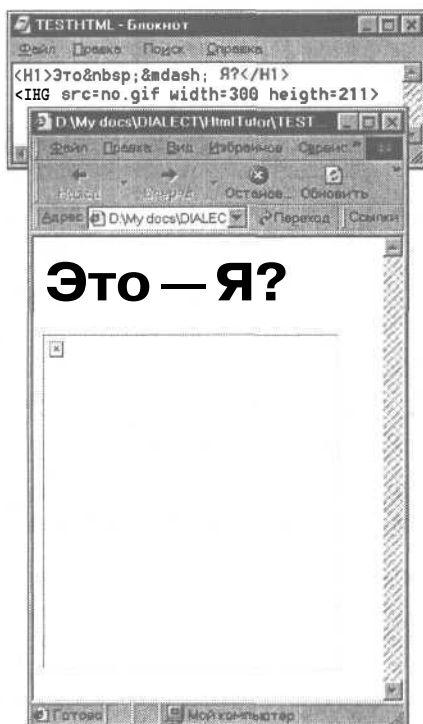 TESTHTML - Блокнот
Файл Правка Поиск Справка
<H1>Это&nbsp;&mdash; Я?</H1>
<IHG src=no.gif width=300 heigth=211>
D:\My docs\DIALECT\HtmlTutor\TEST
Файл Правка Вид Избранное Сервис »
Назад Вперед Останов... Обновить »
Адрес D:\My docs\DIALEC Переход Ссылки
Это — Я?
Готово Мой компьютер